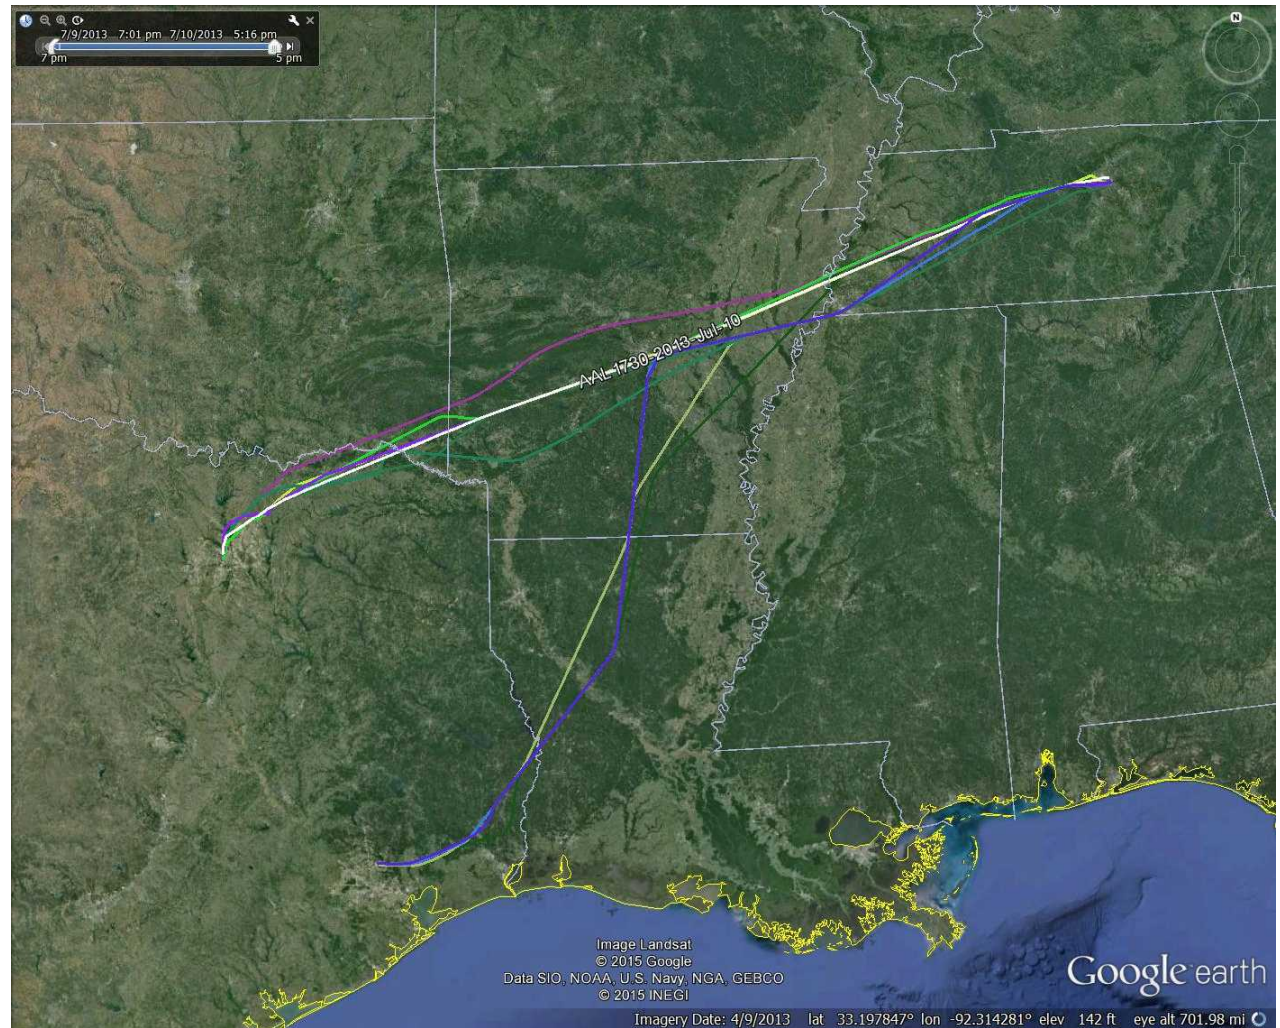 7/9/2013 7:01 pm 7/10/2013 5:16 pm
7 pm 5 pm
N
AAL 1730-2013-Jul-10
Image Landsat
© 2015 Google
Data SIO, NOAA, U.S. Navy, NGA, GEBCO
© 2015 INEGI
Google earth
Imagery Date: 4/9/2013 lat 33.197847° lon -92.314281° elev 142 ft eye alt 701.98 mi